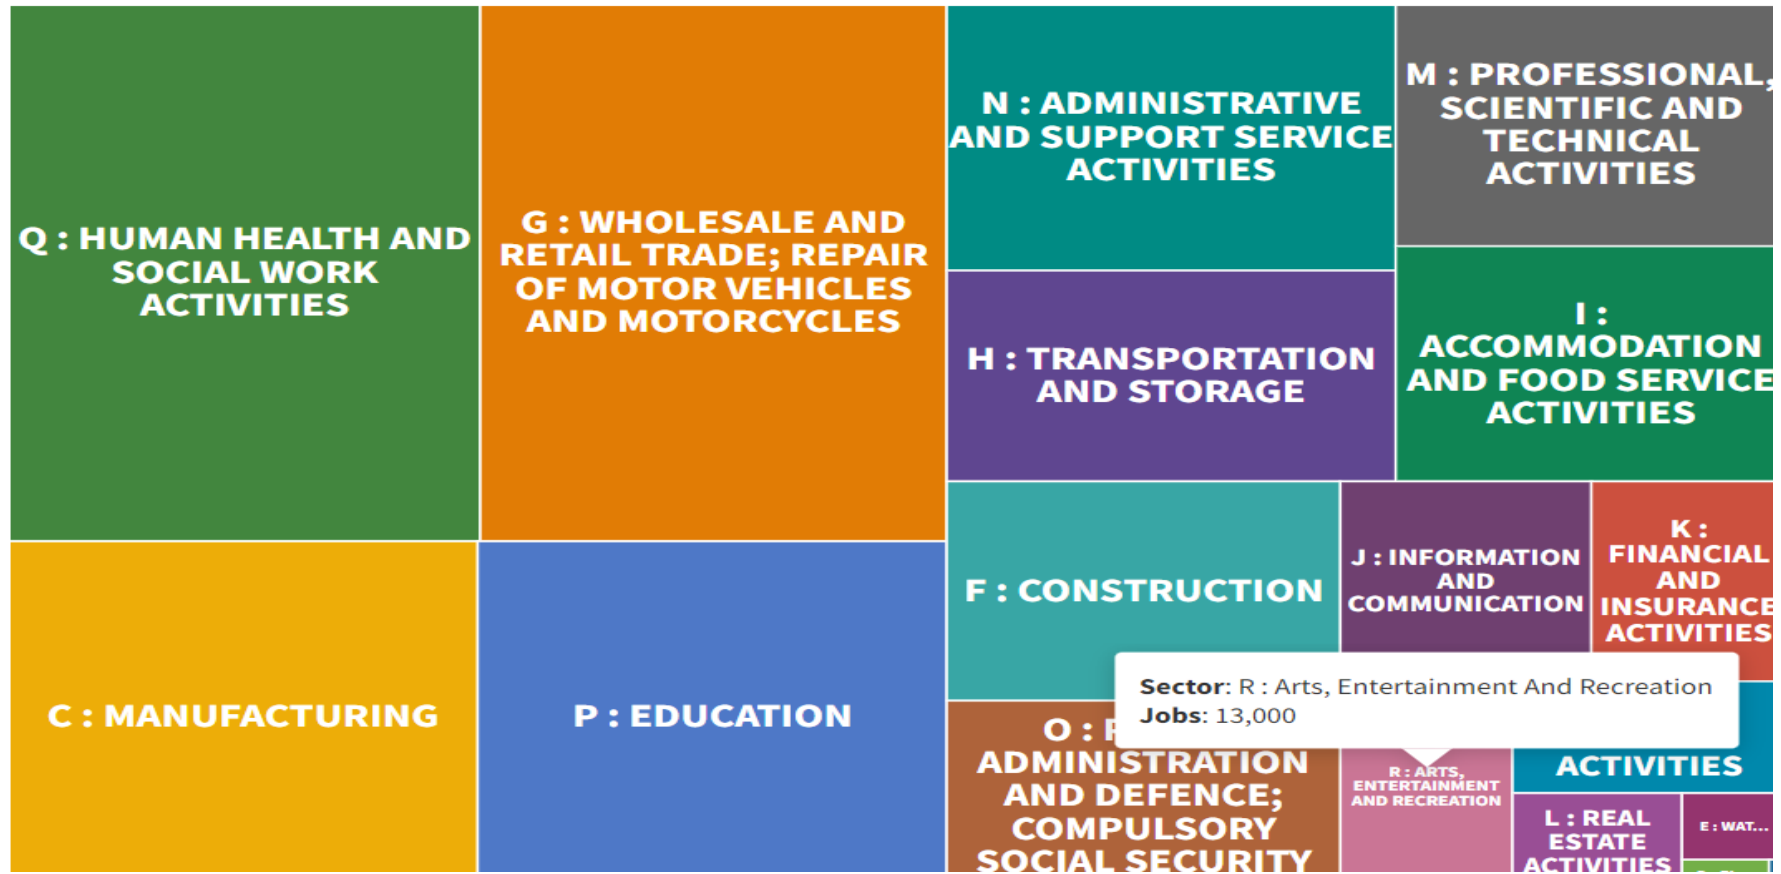 Q : HUMAN HEALTH AND
SOCIAL WORK
ACTIVITIES
G : WHOLESALE AND
RETAIL TRADE; REPAIR
OF MOTOR VEHICLES
AND MOTORCYCLES
N : ADMINISTRATIVE
AND SUPPORT SERVICE
ACTIVITIES
M : PROFESSIONAL,
SCIENTIFIC AND
TECHNICAL
ACTIVITIES
H : TRANSPORTATION
AND STORAGE
I :
ACCOMMODATION
AND FOOD SERVICE
ACTIVITIES
C : MANUFACTURING
P : EDUCATION
F : CONSTRUCTION
J : INFORMATION
AND
COMMUNICATION
K :
FINANCIAL
AND
INSURANCE
ACTIVITIES
Sector: R : Arts, Entertainment And Recreation
Jobs: 13,000
O :
ADMINISTRATION
AND DEFENCE;
COMPULSORY
SOCIAL SECURITY
R : ARTS,
ENTERTAINMENT
AND RECREATION
ACTIVITIES
L : REAL
ESTATE
ACTIVITIES
E : WAT...